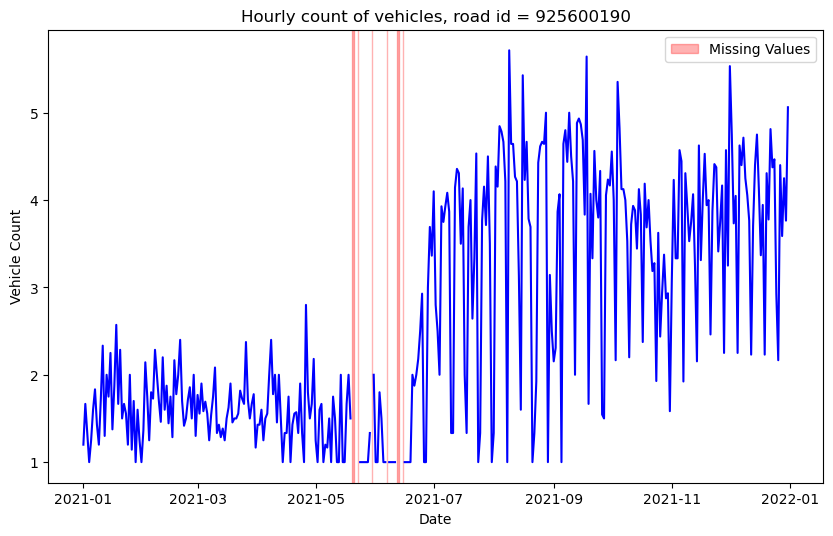 Hourly count of vehicles, road id = 925600190
Missing Values
Vehicle Count
5
4
3
2
1
2021-01 2021-03 2021-05 2021-07 2021-09 2021-11 2022-01
Date